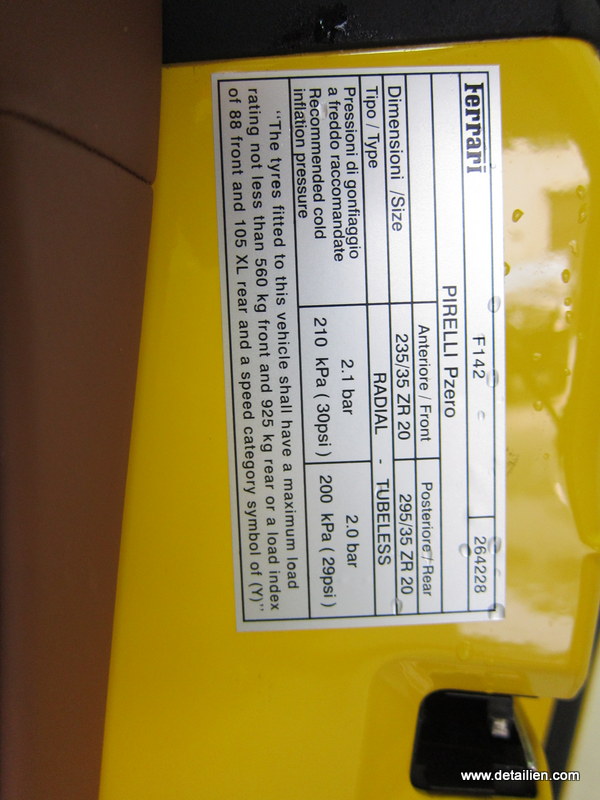 Ferrari F142 264228
PIRELLI Pzero
Anteriore / Front Posteriore / Rear
Dimensioni /Size 235/35 ZR 20 295/35 ZR 20
Tipo / Type RADIAL - TUBELESS
Pressioni di gonfiaggio
a freddo raccomandate
Recommended cold
inflation pressure
2.1 bar 2.0 bar
210 kPa ( 30psi ) 200 kPa ( 29psi )
“The tyres fitted to this vehicle shall have a maximum load
rating not less than 560 kg front and 925 kg rear or a load index
of 88 front and 105 XL rear and a speed category symbol of (Y)”
www.detailien.com